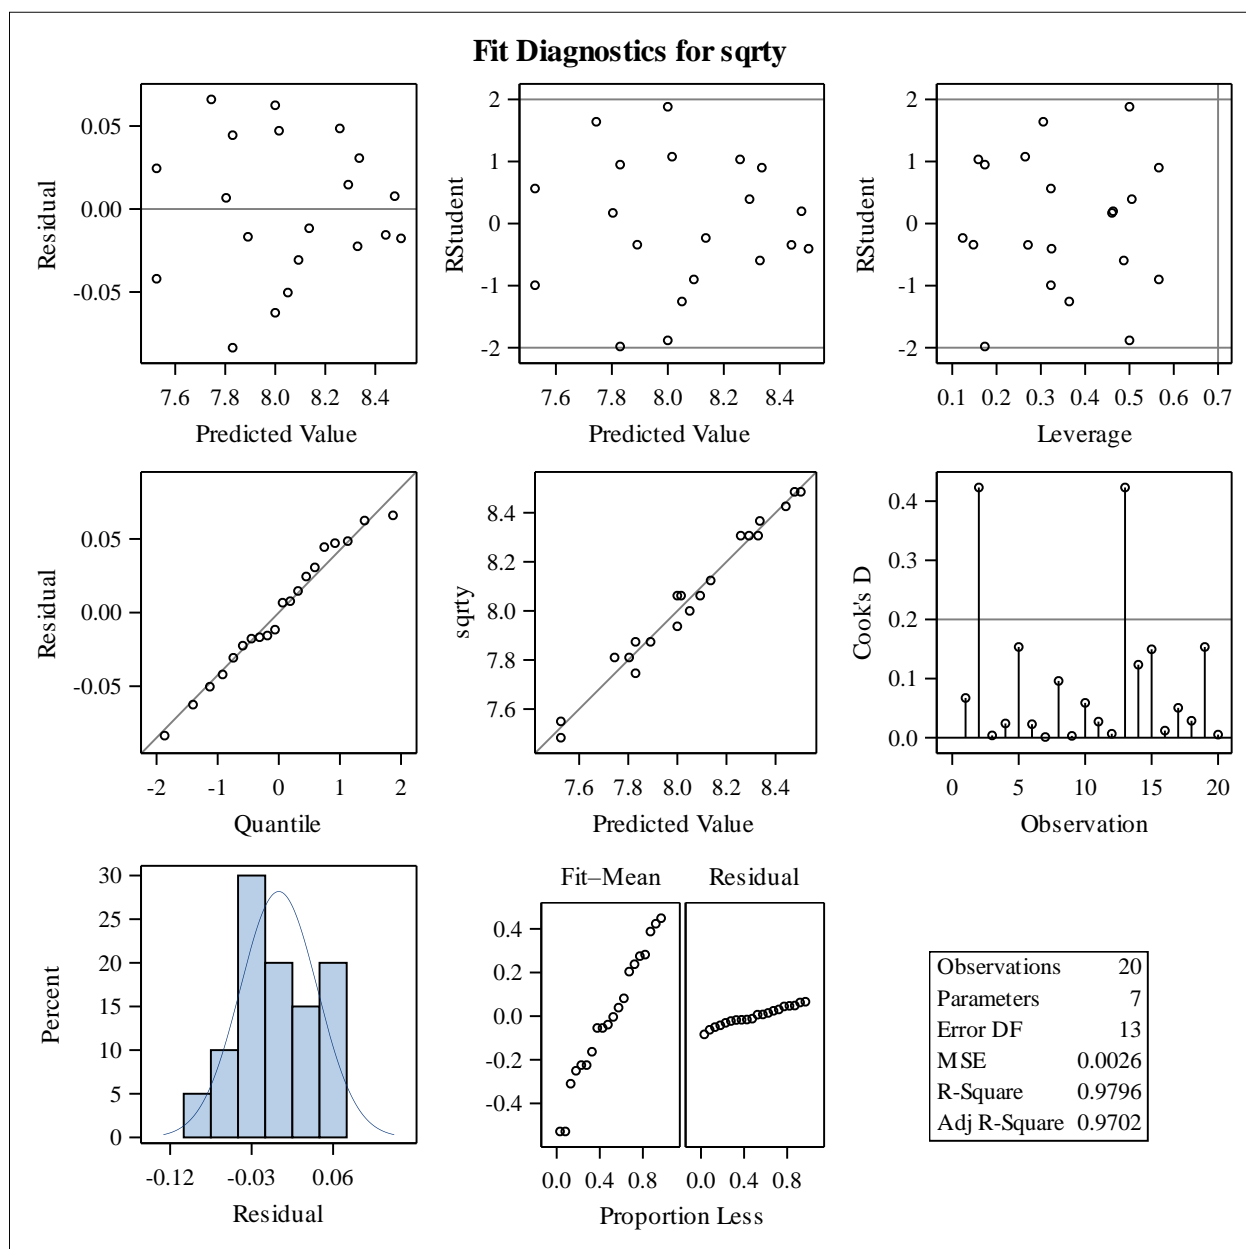 Fit Diagnostics for sqrty
Residual
0.05
0.00
-0.05
7.6 7.8 8.0 8.2 8.4
Predicted Value
RStudent
2
1
0
-1
-2
7.6 7.8 8.0 8.2 8.4
Predicted Value
RStudent
2
1
0
-1
-2
0.1 0.2 0.3 0.4 0.5 0.6 0.7
Leverage
Residual
0.05
0.00
-0.05
-2 -1 0 1 2
Quantile
sqrty
8.4
8.2
8.0
7.8
7.6
7.6 7.8 8.0 8.2 8.4
Predicted Value
Cook's D
0.4
0.3
0.2
0.1
0.0
0 5 10 15 20
Observation
Percent
30
25
20
15
10
5
0
-0.12 -0.03 0.06
Residual
Fit–Mean Residual
0.4
0.2
0.0
-0.2
-0.4
0.0 0.4 0.8 0.0 0.4 0.8
Proportion Less
Observations 20
Parameters 7
Error DF 13
MSE 0.0026
R-Square 0.9796
Adj R-Square 0.9702